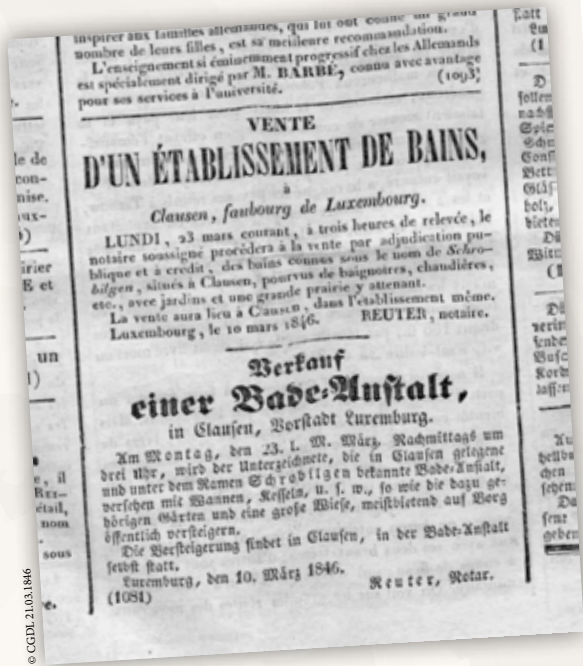 inspirer aux familles allemandes, qui lui ont confié un grand
nombre de leurs filles, est sa meilleure recommandation.
L'enseignement si éminemment progressif chez les Allemands
est spécialement dirigé par M. BARBÉ, connu avec avantage
pour ses services à l'université. (1093)
VENTE
D'UN ÉTABLISSEMENT DE BAINS,
à
Clausen, faubourg de Luxembourg.
LUNDI, 23 mars courant, à trois heures de relevée, le
notaire soussigné procédera à la vente par adjudication pu-
blique et à crédit, des bains connus sous le nom de Schro-
bilgen, situés à Clausen, pourvus de baignoires, chaudières,
etc., avec jardins et une grande prairie y attenant.
La vente aura lieu à Clausen, dans l'établissement même.
Luxembourg, le 10 mars 1846. REUTER, notaire.
Verkauf
einer Bade-Anstalt,
in Clausen, Vorstadt Luxemburg.
Am Montag, den 23. l. M. März, Nachmittags um
drei Uhr, wird der Unterzeichnete, die in Clausen gelegene
und unter dem Namen Schrobilgen bekannte Bade-Anstalt,
versehen mit Wannen, Kesseln, u. s. w., so wie die dazu ge-
hörigen Gärten und eine große Wiese, meistbietend auf Borg
öffentlich versteigern.
Die Versteigerung findet in Clausen, in der Bade-Anstalt
selbst statt.
Luxemburg, den 10. März 1846.
(1081) Reuter, Notar.
© CGDL 21.03.1846